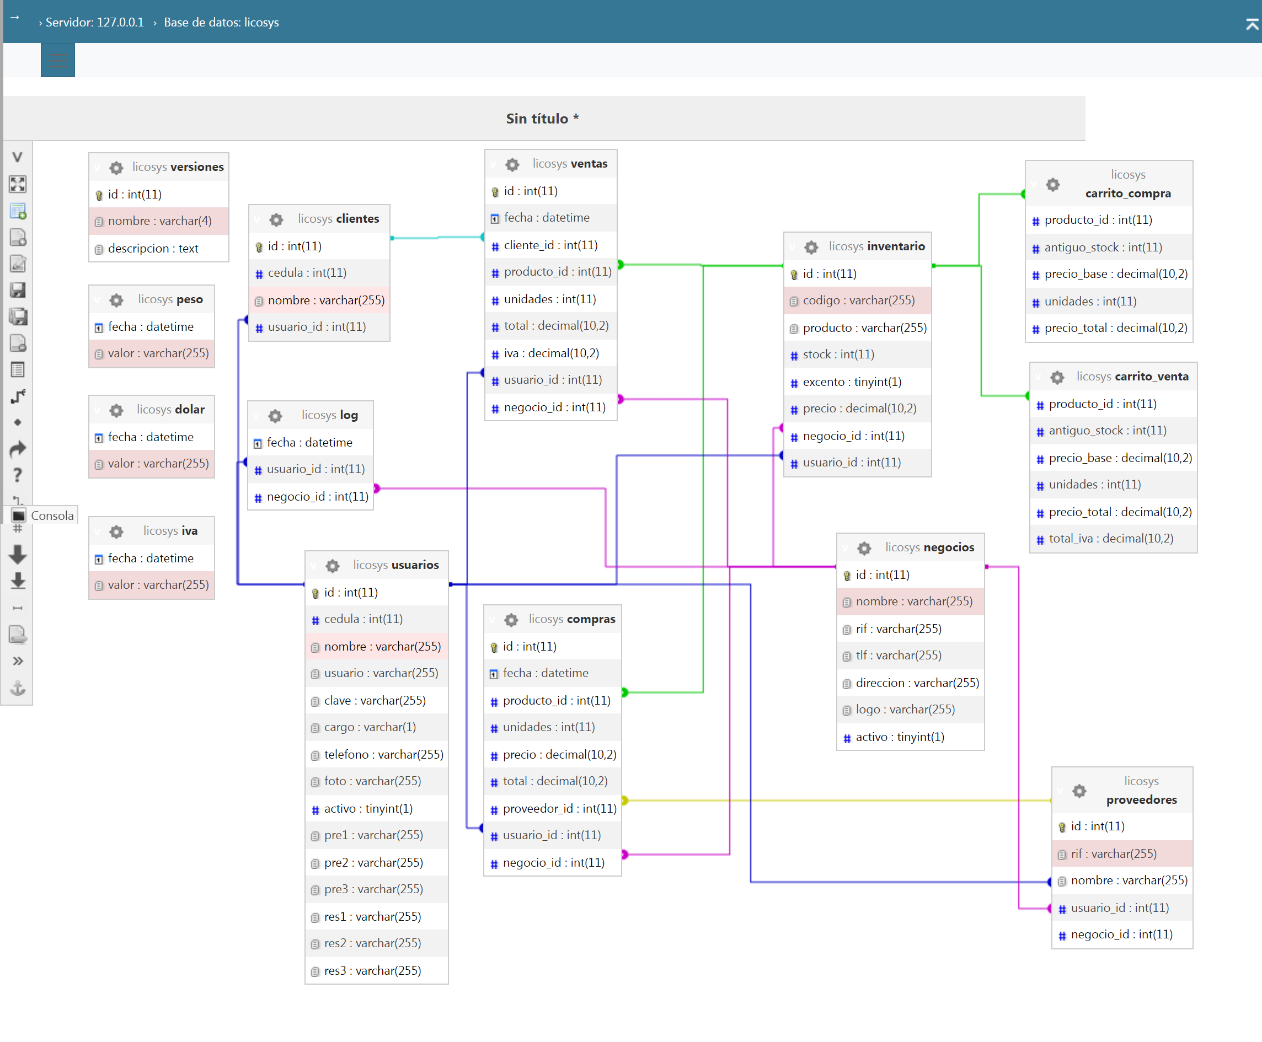 › Servidor: 127.0.0.1 › Base de datos: licosys
Sin título *
licosys versiones
id : int(11)
nombre : varchar(4)
descripcion : text
licosys peso
fecha : datetime
valor : varchar(255)
licosys dolar
fecha : datetime
valor : varchar(255)
Consola
licosys iva
fecha : datetime
valor : varchar(255)
licosys clientes
id : int(11)
cedula : int(11)
nombre : varchar(255)
usuario_id : int(11)
licosys log
fecha : datetime
usuario_id : int(11)
negocio_id : int(11)
licosys usuarios
id : int(11)
cedula : int(11)
nombre : varchar(255)
usuario : varchar(255)
clave : varchar(255)
cargo : varchar(1)
telefono : varchar(255)
foto : varchar(255)
activo : tinyint(1)
pre1 : varchar(255)
pre2 : varchar(255)
pre3 : varchar(255)
res1 : varchar(255)
res2 : varchar(255)
res3 : varchar(255)
licosys ventas
id : int(11)
fecha : datetime
cliente_id : int(11)
producto_id : int(11)
unidades : int(11)
total : decimal(10,2)
iva : decimal(10,2)
usuario_id : int(11)
negocio_id : int(11)
licosys compras
id : int(11)
fecha : datetime
producto_id : int(11)
unidades : int(11)
precio : decimal(10,2)
total : decimal(10,2)
proveedor_id : int(11)
usuario_id : int(11)
negocio_id : int(11)
licosys inventario
id : int(11)
codigo : varchar(255)
producto : varchar(255)
stock : int(11)
excento : tinyint(1)
precio : decimal(10,2)
negocio_id : int(11)
usuario_id : int(11)
licosys negocios
id : int(11)
nombre : varchar(255)
rif : varchar(255)
tlf : varchar(255)
direccion : varchar(255)
logo : varchar(255)
activo : tinyint(1)
licosys
carrito_compra
producto_id : int(11)
antiguo_stock : int(11)
precio_base : decimal(10,2)
unidades : int(11)
precio_total : decimal(10,2)
licosys carrito_venta
producto_id : int(11)
antiguo_stock : int(11)
precio_base : decimal(10,2)
unidades : int(11)
precio_total : decimal(10,2)
total_iva : decimal(10,2)
licosys
proveedores
id : int(11)
rif : varchar(255)
nombre : varchar(255)
usuario_id : int(11)
negocio_id : int(11)